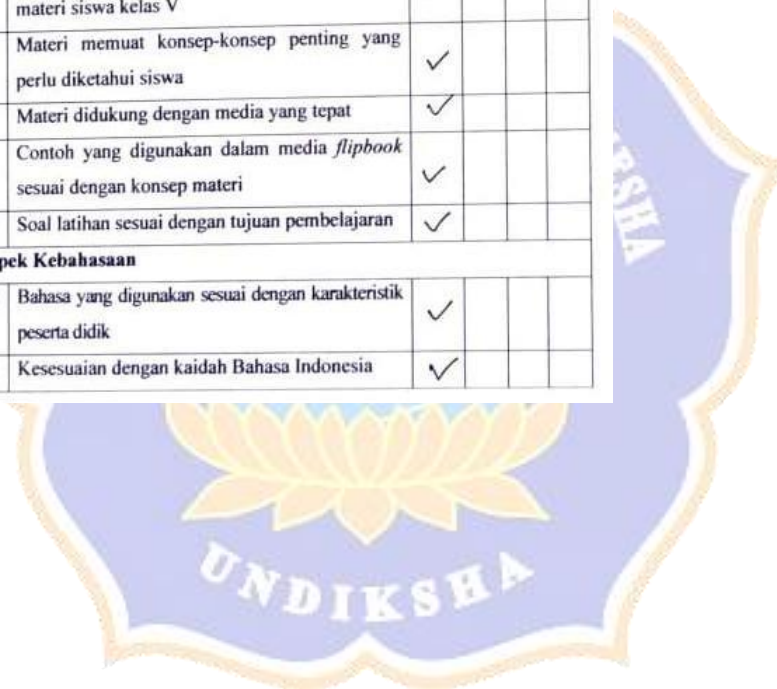 materi siswa kelas V
Materi memuat konsep-konsep penting yang
perlu diketahui siswa
✓
Materi didukung dengan media yang tepat ✓
Contoh yang digunakan dalam media flipbook
sesuai dengan konsep materi
✓
Soal latihan sesuai dengan tujuan pembelajaran ✓
pek Kebahasaan
Bahasa yang digunakan sesuai dengan karakteristik
peserta didik
✓
Kesesuaian dengan kaidah Bahasa Indonesia ✓
UNDIKSHA